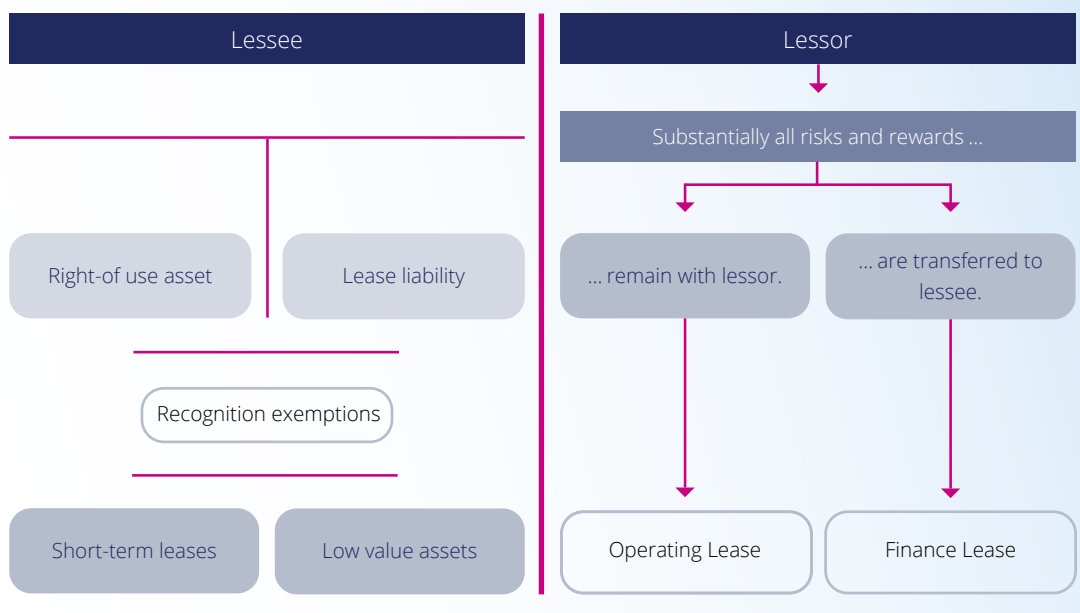 Lessee
Right-of use asset
Lease liability
Recognition exemptions
Short-term leases
Low value assets
Lessor
Substantially all risks and rewards ...
... remain with lessor.
... are transferred to
lessee.
Operating Lease
Finance Lease